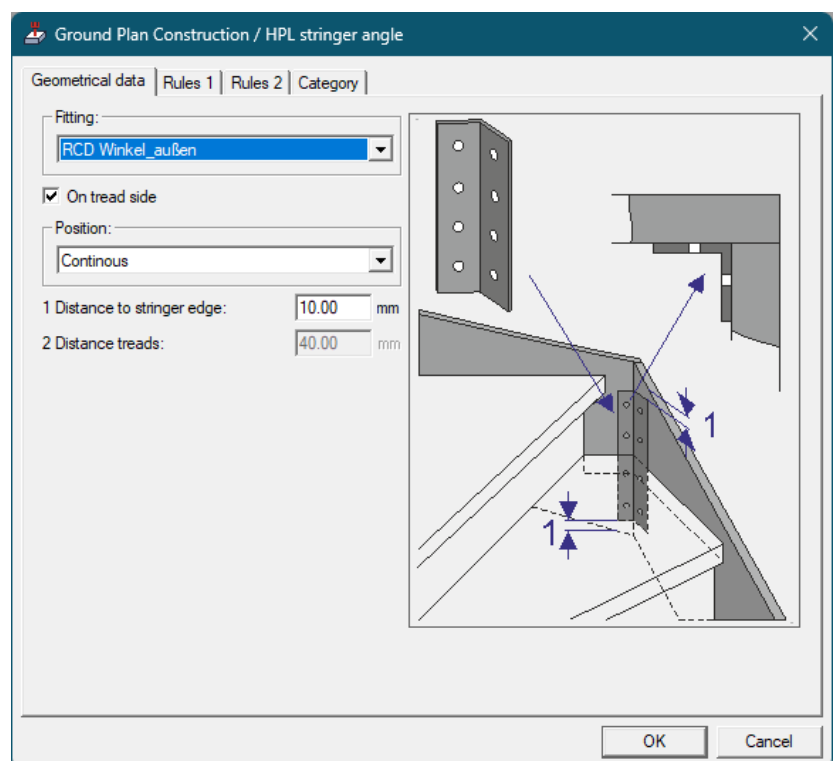 Ground Plan Construction / HPL stringer angle
Geometrical data
Rules 1
Rules 2
Category
Fitting:
RCD Winkel_außen
On tread side
Position:
Continous
1 Distance to stringer edge:
10.00 mm
2 Distance treads:
40.00 mm
1
1
OK
Cancel